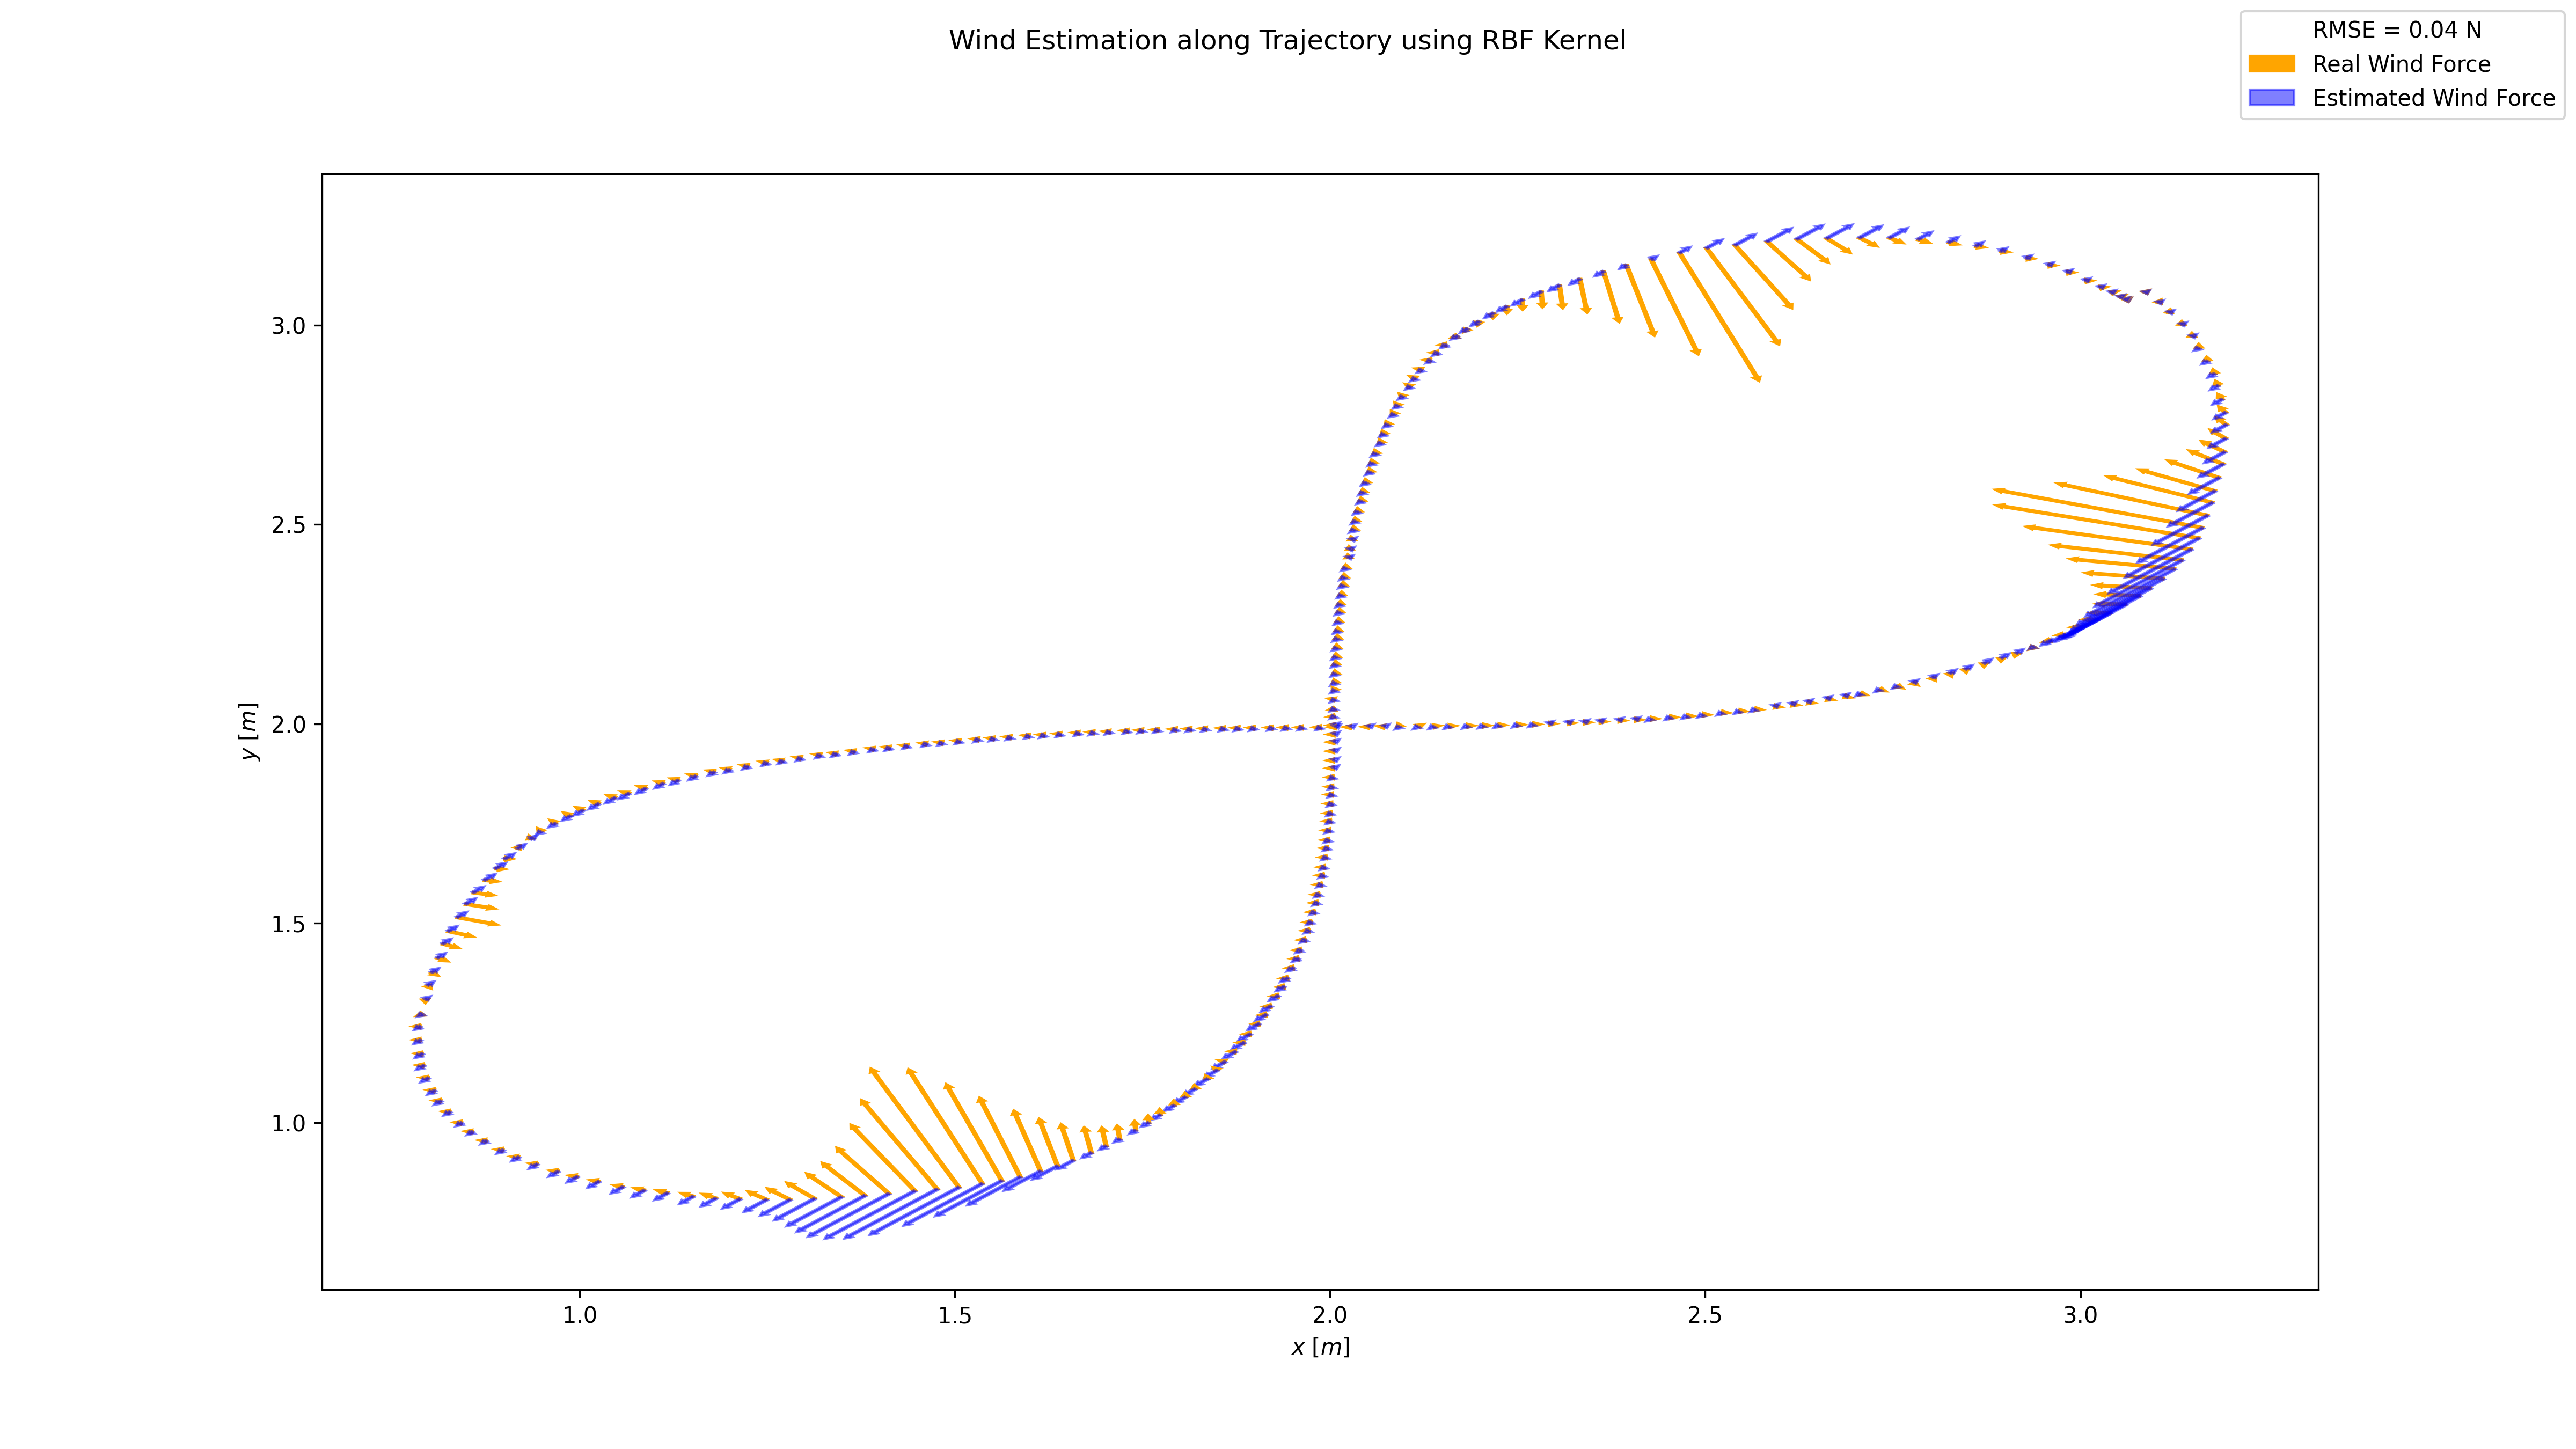 Wind Estimation along Trajectory using RBF Kernel
RMSE = 0.04 N
Real Wind Force
Estimated Wind Force
3.0
2.5
2.0
1.5
1.0
y [m]
1.0 1.5 2.0 2.5 3.0
x [m]